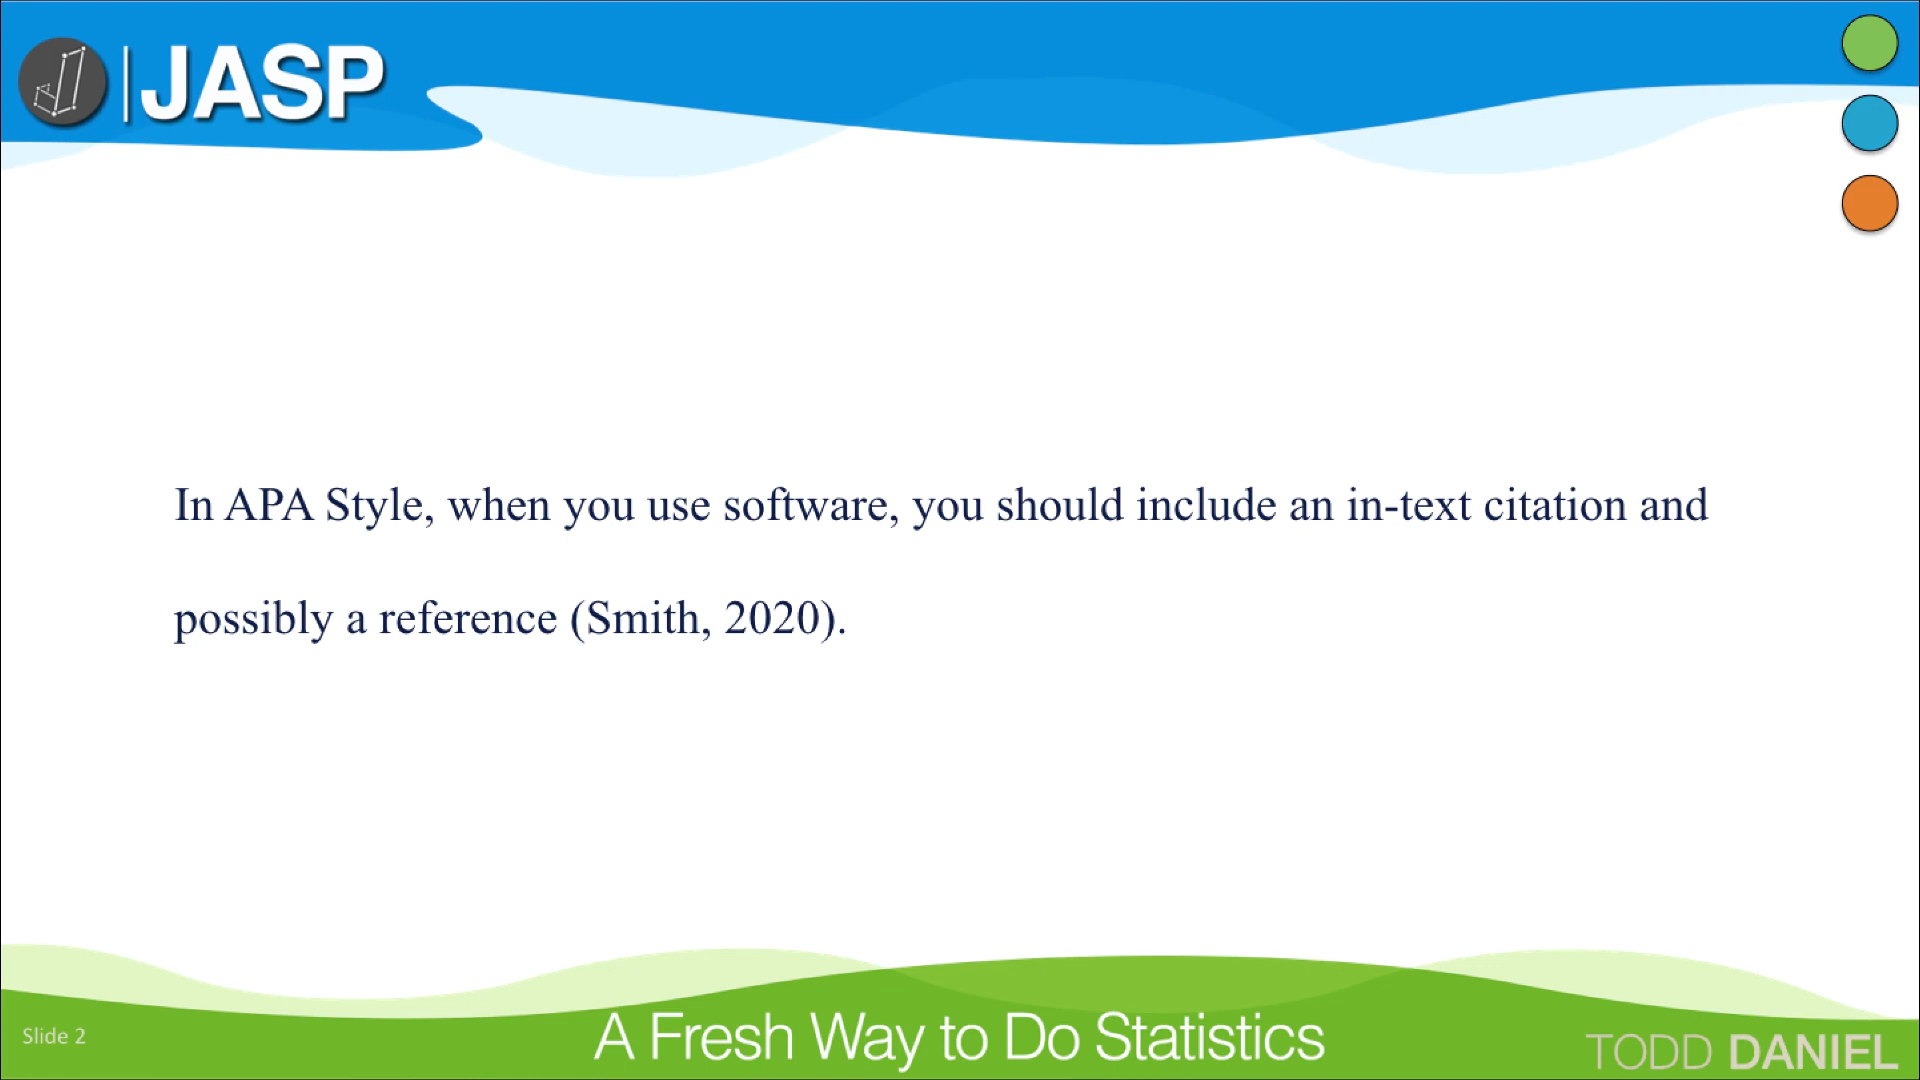 JASP
In APA Style, when you use software, you should include an in-text citation and
possibly a reference (Smith, 2020).
Slide 2
A Fresh Way to Do Statistics
TODD DANIEL